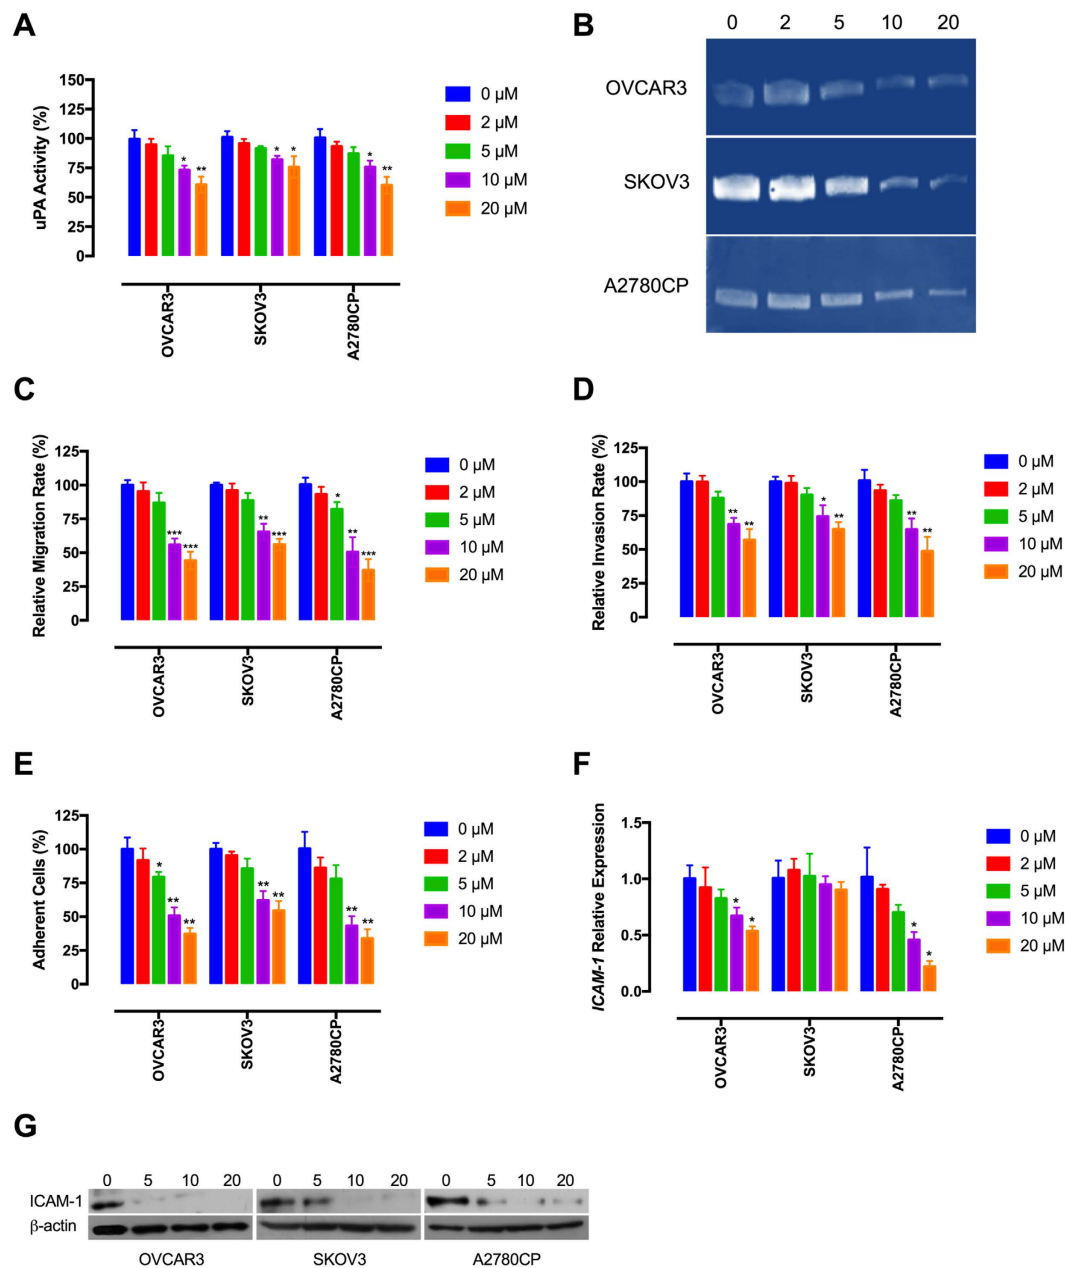 A
uPA Activity (%)
150
100
75
50
25
0
* ** * * * **
OVCAR3
SKOV3
A2780CP
0 µM
2 µM
5 µM
10 µM
20 µM
B
0 2 5 10 20
OVCAR3
SKOV3
A2780CP
C
Relative Migration Rate (%)
125
100
75
50
25
0
*** *** ** *** * ** ***
OVCAR3
SKOV3
A2780CP
0 µM
2 µM
5 µM
10 µM
20 µM
D
Relative Invasion Rate (%)
125
100
75
50
25
0
** ** * ** ** **
OVCAR3
SKOV3
A2780CP
0 µM
2 µM
5 µM
10 µM
20 µM
E
Adherent Cells (%)
125
100
75
50
25
0
* ** ** ** ** ** **
OVCAR3
SKOV3
A2780CP
0 µM
2 µM
5 µM
10 µM
20 µM
F
ICAM-1 Relative Expression
1.5
1.0
0.5
0.0
* * * *
OVCAR3
SKOV3
A2780CP
0 µM
2 µM
5 µM
10 µM
20 µM
G
0 5 10 20 0 5 10 20 0 5 10 20
ICAM-1
β-actin
OVCAR3 SKOV3 A2780CP